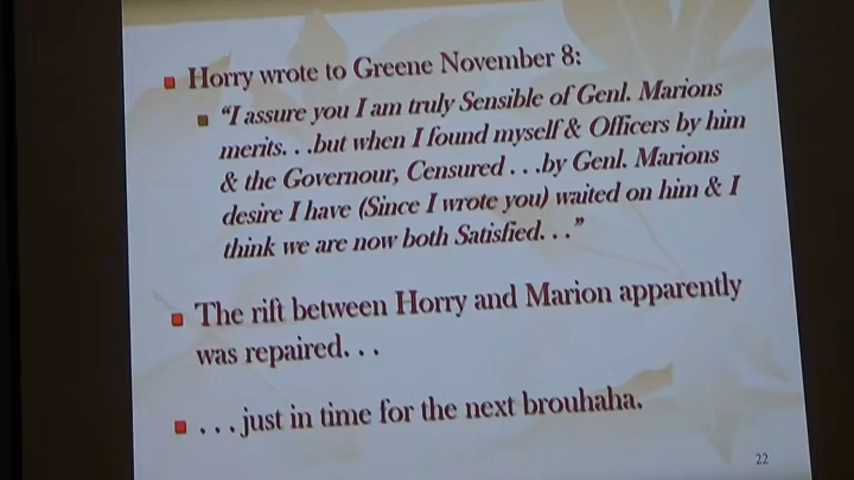 Horry wrote to Greene November 8:
“I assure you I am truly Sensible of Genl. Marions
merits. . .but when I found myself & Officers by him
& the Governour, Censured . . .by Genl. Marions
desire I have (Since I wrote you) waited on him & I
think we are now both Satisfied. . .”
The rift between Horry and Marion apparently
was repaired. . .
. . . just in time for the next brouhaha.
22